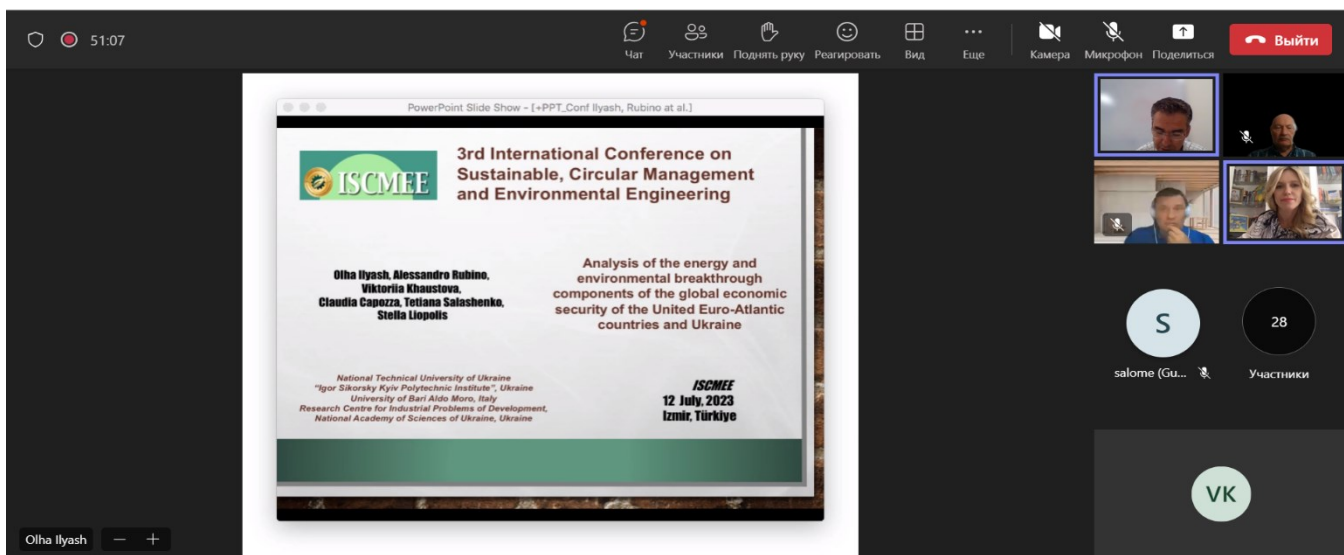 51:07
Чат
Участники
Поднять руку
Реагировать
Вид
Еще
Камера
Микрофон
Поделиться
Выйти
PowerPoint Slide Show - [+PPT_Conf Ilyash, Rubino at al.]
ISCMEE
3rd International Conference on
Sustainable, Circular Management
and Environmental Engineering
Olha Ilyash, Alessandro Rubino,
Viktoriia Khaustova,
Claudia Capozza, Tetiana Salashenko,
Stella Liopolis
Analysis of the energy and
environmental breakthrough
components of the global economic
security of the United Euro-Atlantic
countries and Ukraine
National Technical University of Ukraine
"Igor Sikorsky Kyiv Polytechnic Institute", Ukraine
University of Bari Aldo Moro, Italy
Research Centre for Industrial Problems of Development,
National Academy of Sciences of Ukraine, Ukraine
ISCMEE
12 July, 2023
Izmir, Türkiye
S
28
salome (Gu...
Участники
VK
Olha Ilyash